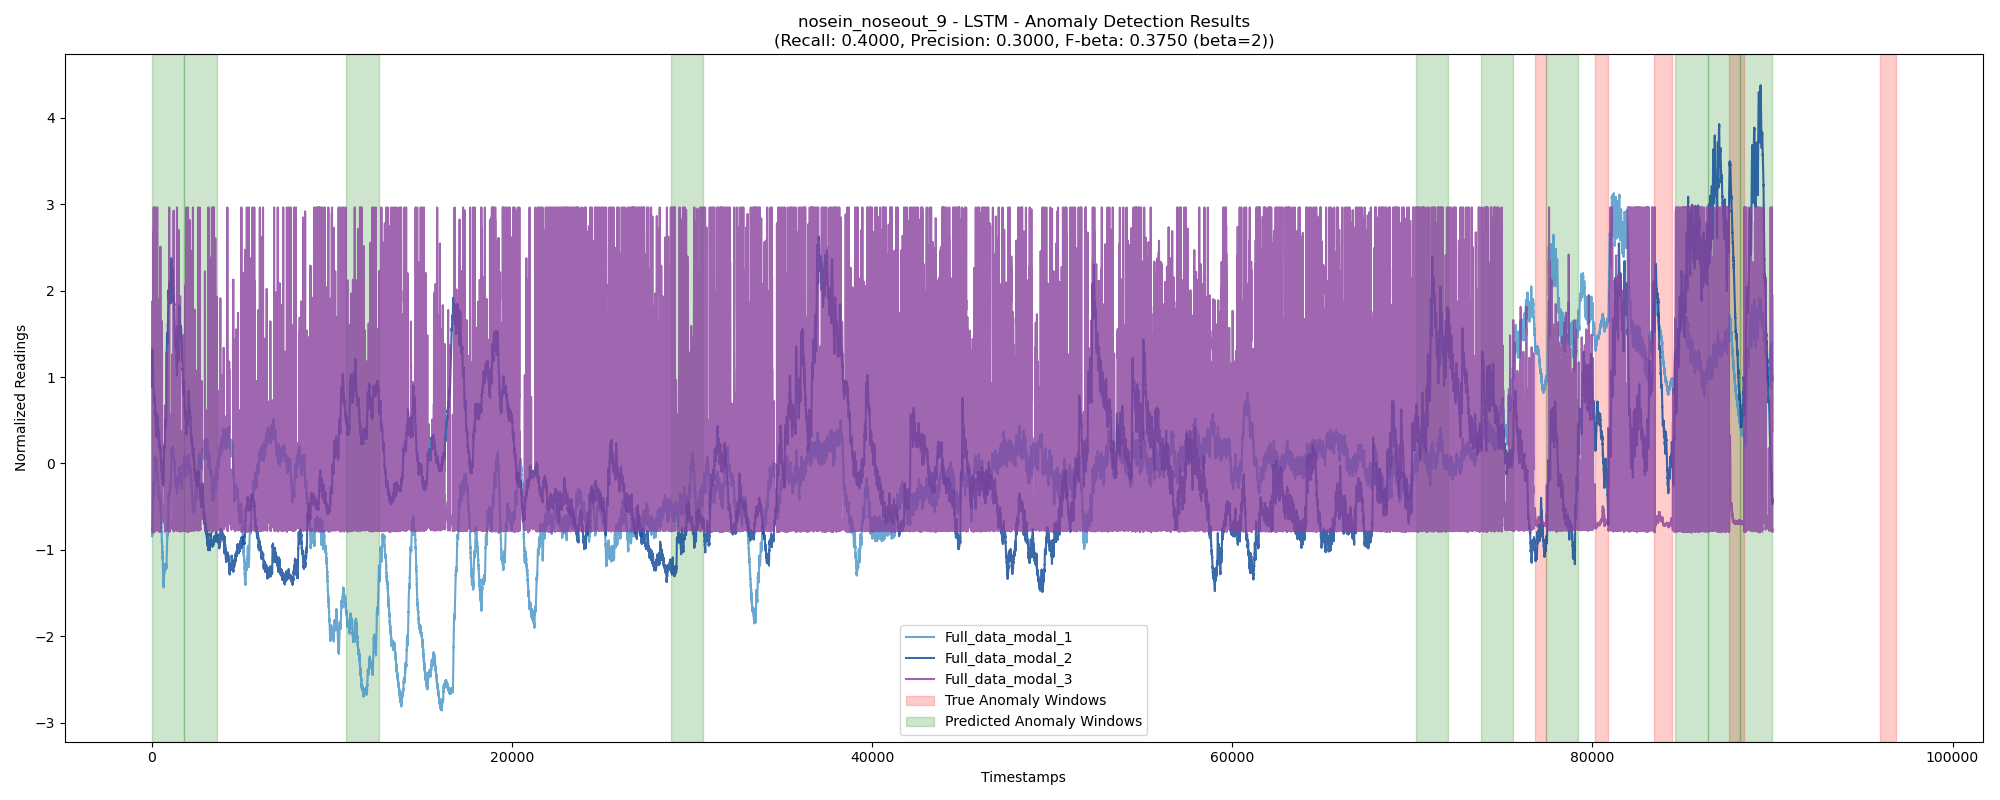 nosein_noseout_9 - LSTM - Anomaly Detection Results
(Recall: 0.4000, Precision: 0.3000, F-beta: 0.3750 (beta=2))
Normalized Readings
4
3
2
1
0
−1
−2
−3
Full_data_modal_1
Full_data_modal_2
Full_data_modal_3
True Anomaly Windows
Predicted Anomaly Windows
0
20000
40000
60000
80000
100000
Timestamps